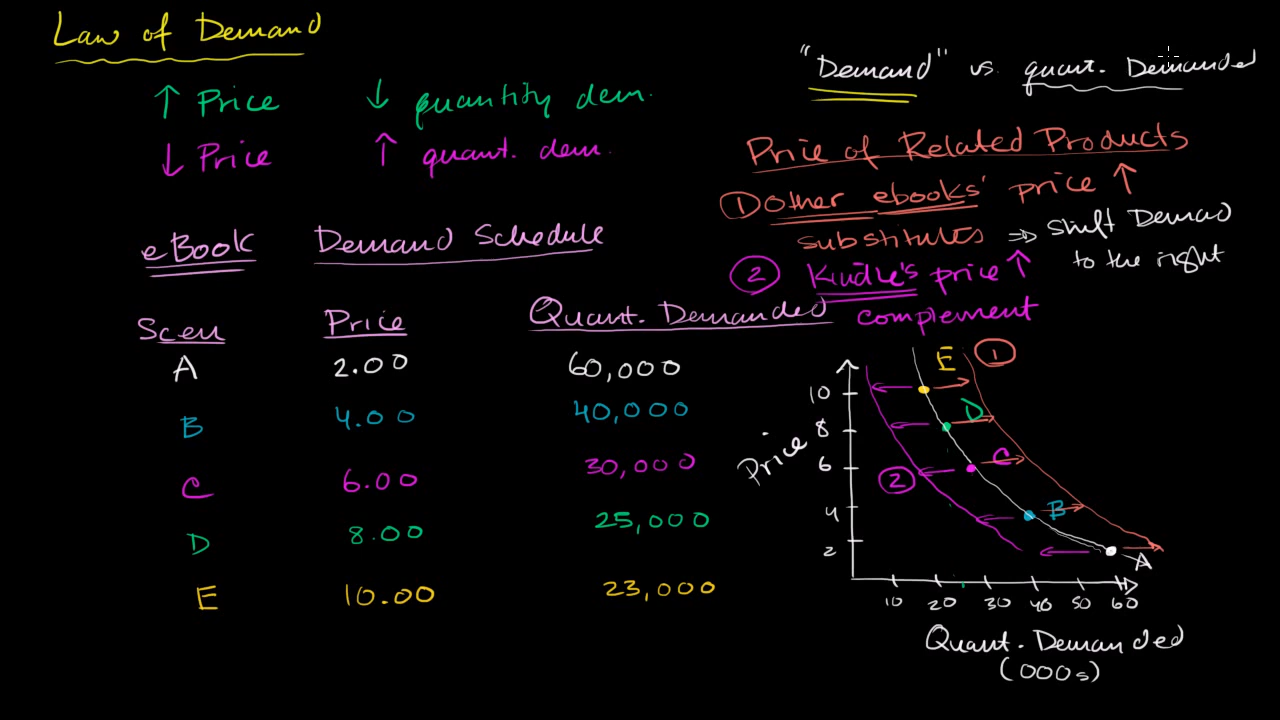 Law of Demand
↑ Price ↓ quantity dem.
↓ Price ↑ quant. dem.
"Demand" vs. quant. Demanded
Price of Related Products
① other ebooks' price ↑
substitutes ⇒ shift Demad
to the right
② Kindle's price ↑
complement
eBook Demand Schedule
Scen Price Quant. Demanded
A 2.00 60,000
B 4.00 40,000
C 6.00 30,000
D 8.00 25,000
E 10.00 23,000
E ①
10
D
8
Price
6
C
②
4
B
2
A
10 20 30 40 50 60
Quant. Demanded
(000s)